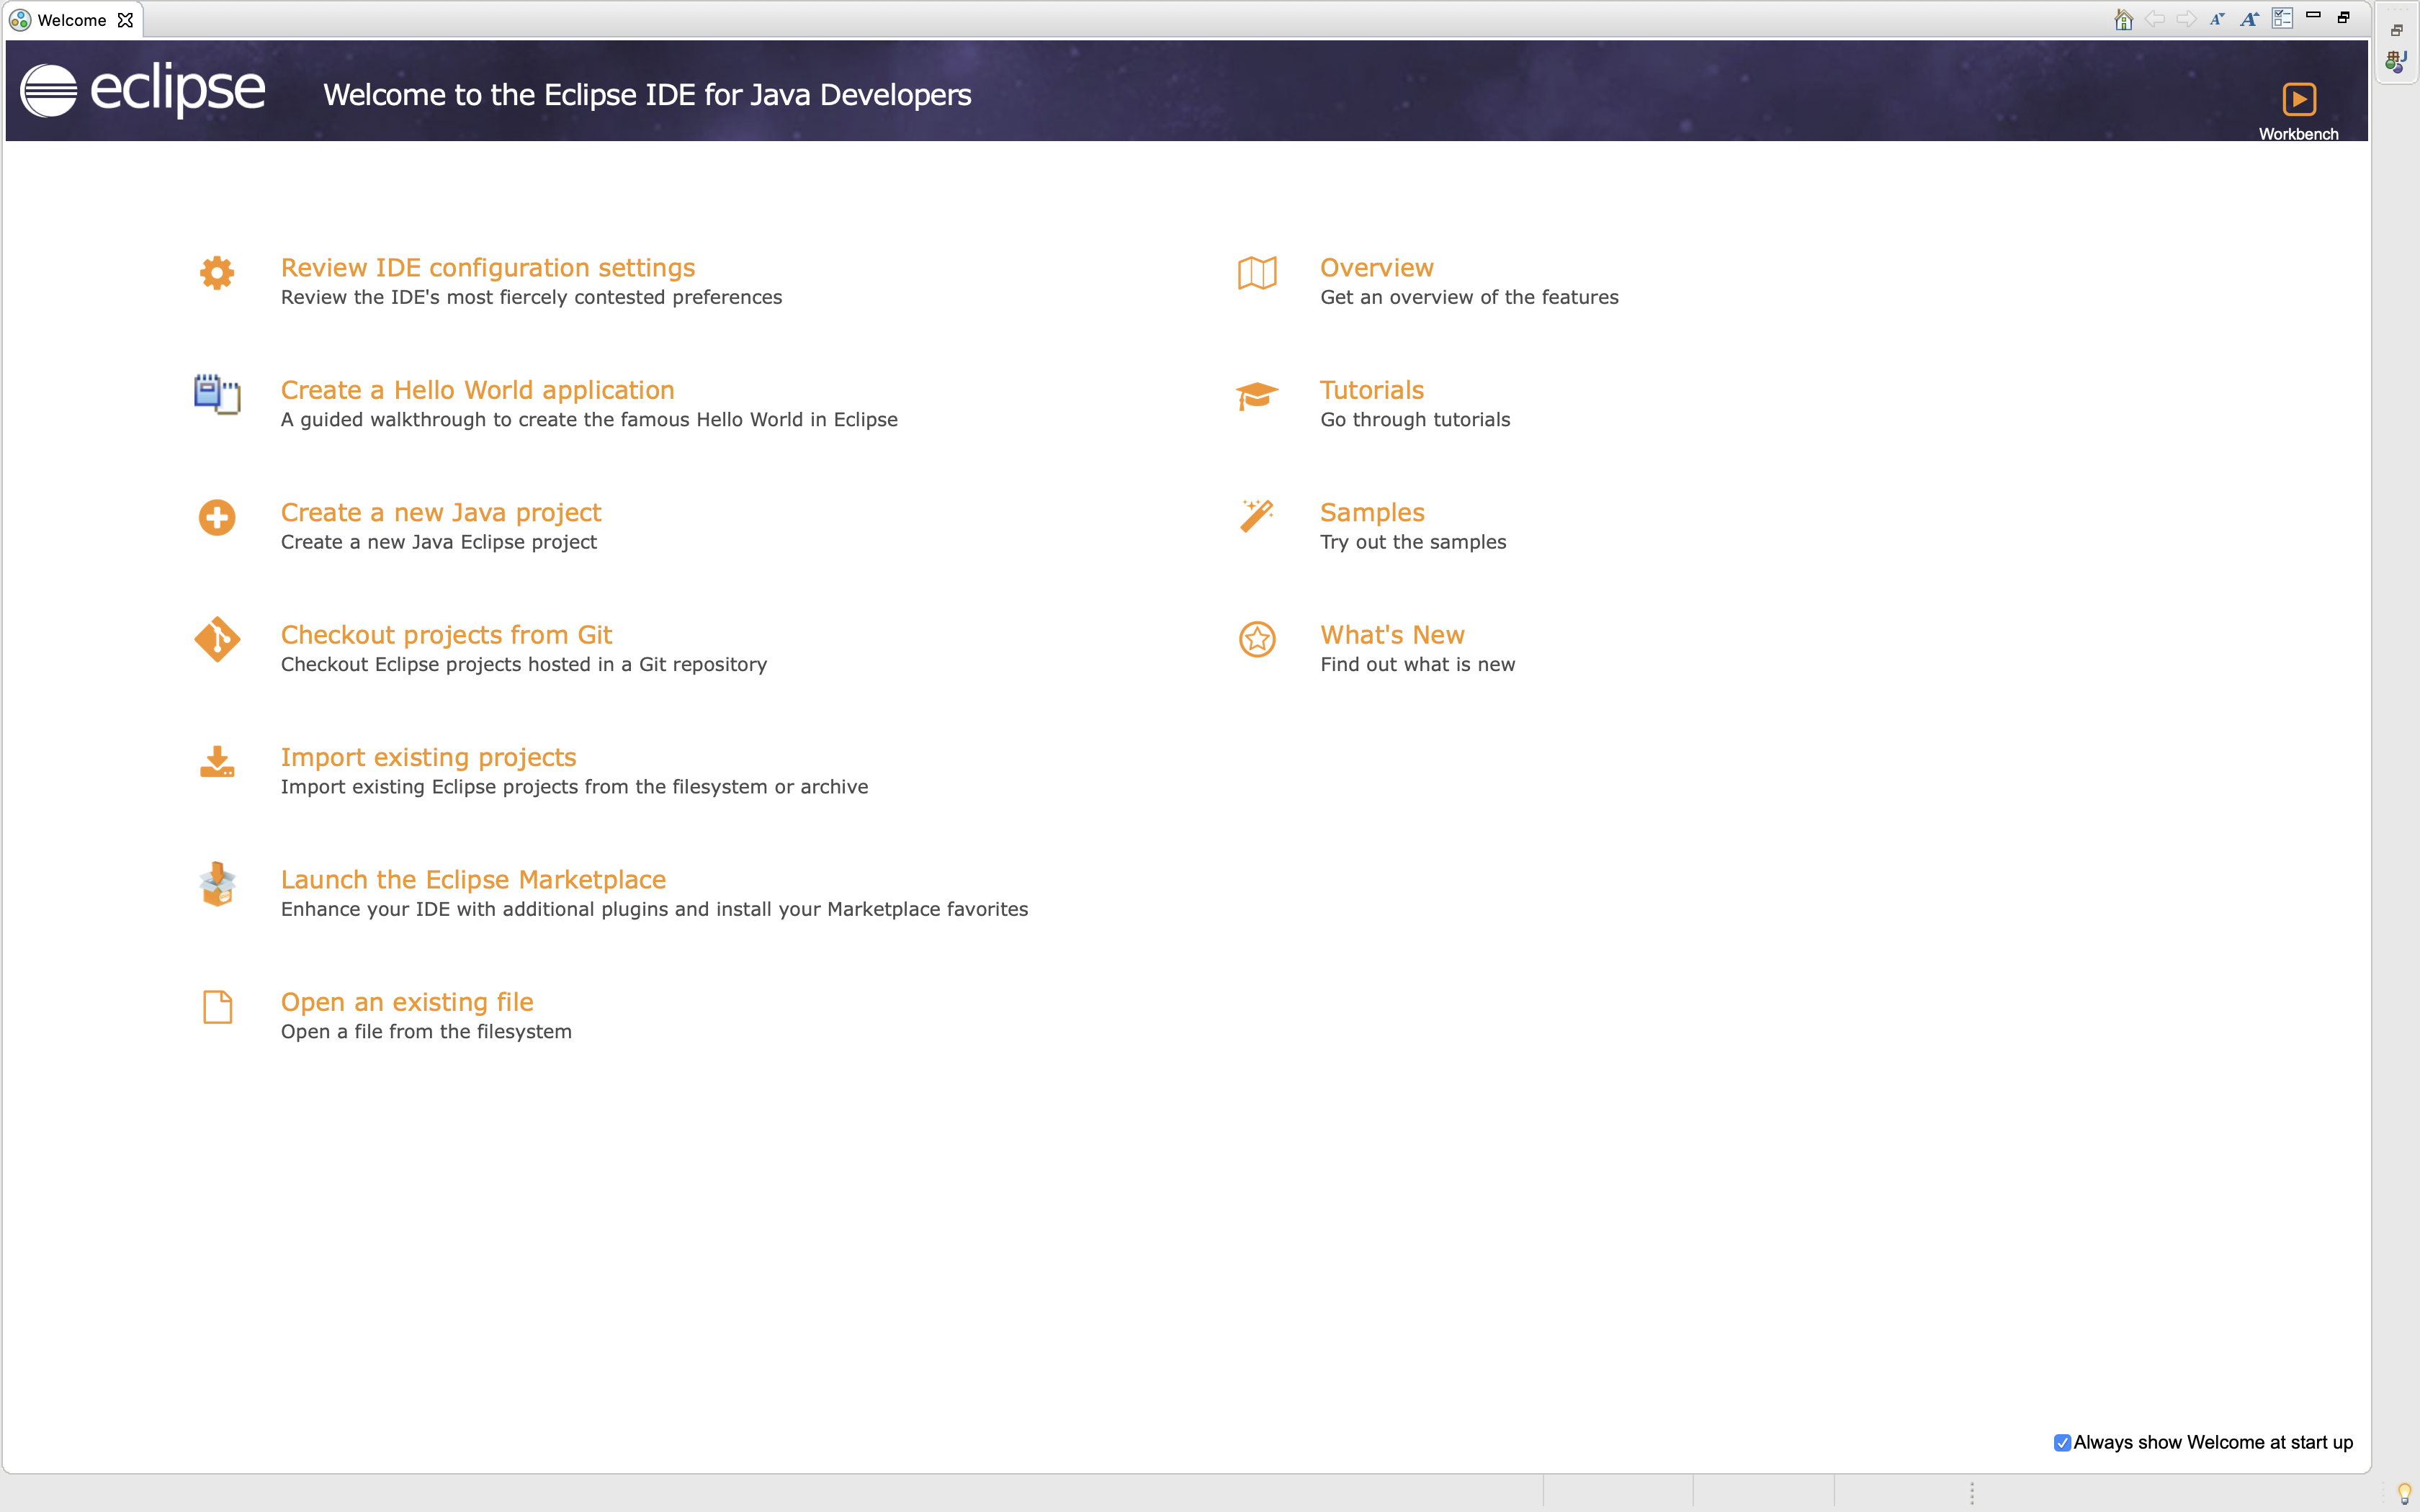 Welcome
eclipse
Welcome to the Eclipse IDE for Java Developers
Workbench
Review IDE configuration settings
Review the IDE's most fiercely contested preferences
Create a Hello World application
A guided walkthrough to create the famous Hello World in Eclipse
Create a new Java project
Create a new Java Eclipse project
Checkout projects from Git
Checkout Eclipse projects hosted in a Git repository
Import existing projects
Import existing Eclipse projects from the filesystem or archive
Launch the Eclipse Marketplace
Enhance your IDE with additional plugins and install your Marketplace favorites
Open an existing file
Open a file from the filesystem
Overview
Get an overview of the features
Tutorials
Go through tutorials
Samples
Try out the samples
What's New
Find out what is new
Always show Welcome at start up